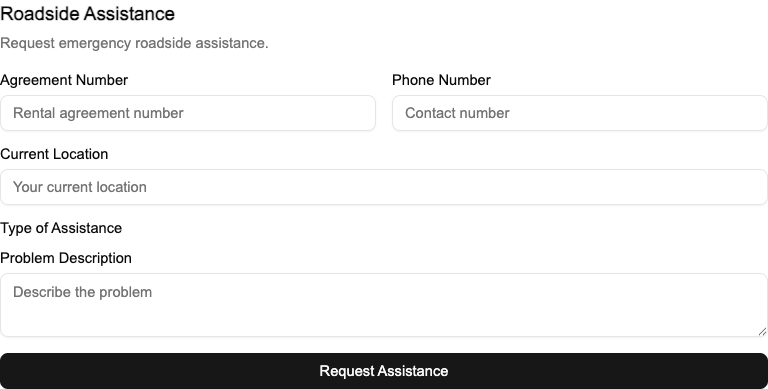 Roadside Assistance
Request emergency roadside assistance.
Agreement Number
Phone Number
Rental agreement number
Contact number
Current Location
Your current location
Type of Assistance
Problem Description
Describe the problem
Request Assistance